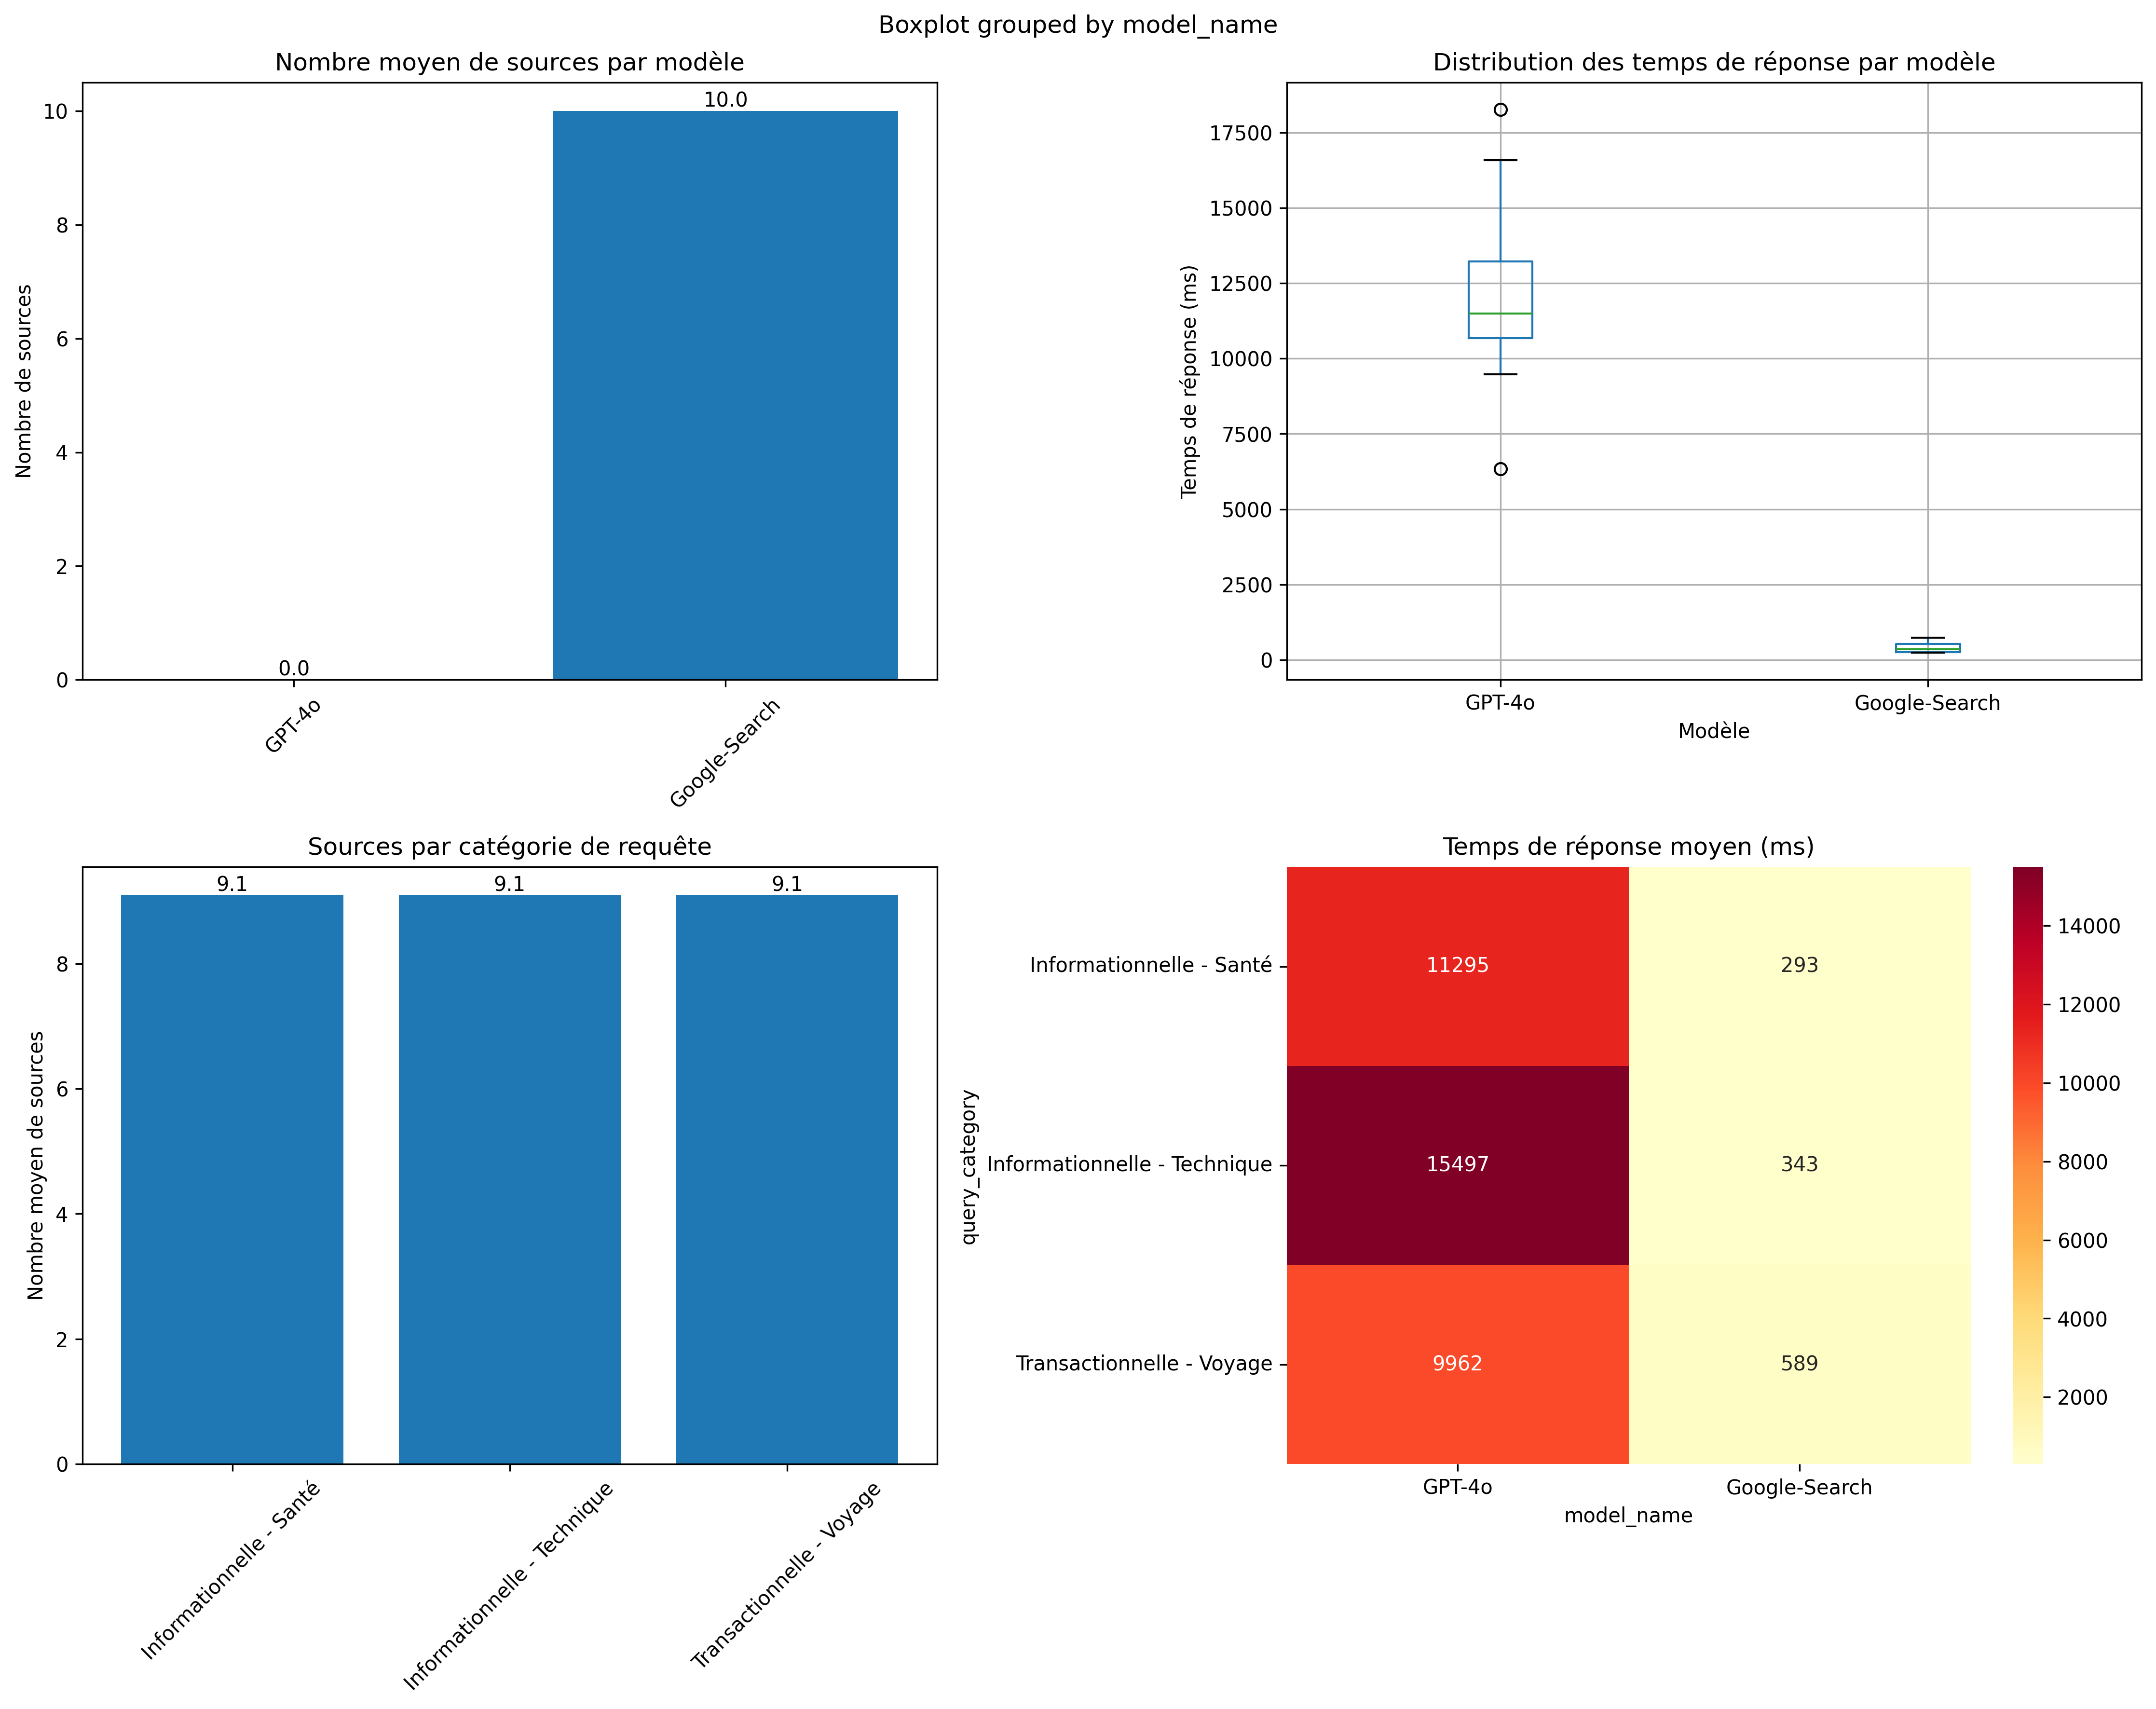 Boxplot grouped by model_name
Nombre moyen de sources par modèle
Nombre de sources
10
8
6
4
2
0
0.0
10.0
GPT-4o
Google-Search
Distribution des temps de réponse par modèle
Temps de réponse (ms)
17500
15000
12500
10000
7500
5000
2500
0
GPT-4o
Google-Search
Modèle
Sources par catégorie de requête
Nombre moyen de sources
8
6
4
2
0
9.1
9.1
9.1
Informationnelle - Santé
Informationnelle - Technique
Transactionnelle - Voyage
Temps de réponse moyen (ms)
query_category
Informationnelle - Santé
11295
293
Informationnelle - Technique
15497
343
Transactionnelle - Voyage
9962
589
GPT-4o
Google-Search
model_name
14000
12000
10000
8000
6000
4000
2000